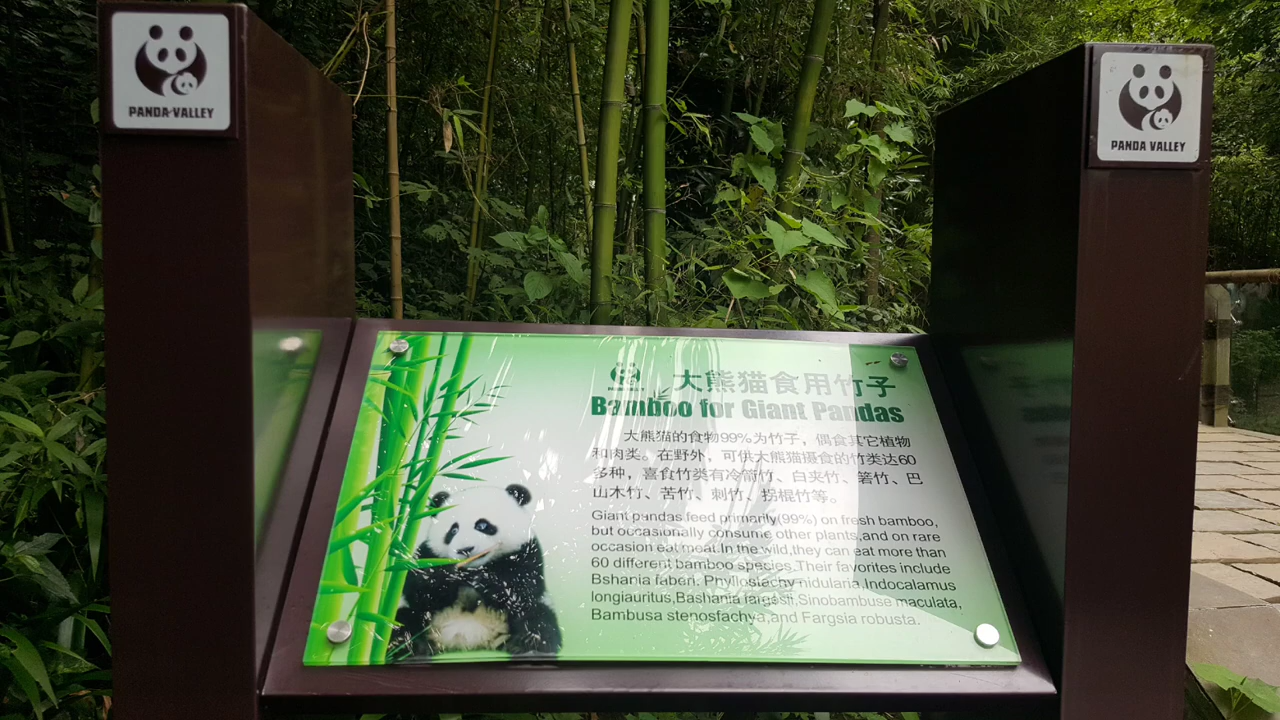 PANDA VALLEY
PANDA VALLEY
大熊猫食用竹子
Bamboo for Giant Pandas
大熊猫的食物99%为竹子，偶食其它植物
和肉类。在野外，可供大熊猫摄食的竹类达60
多种，喜食竹类有冷箭竹、白夹竹、箬竹、巴
山木竹、苦竹、刺竹、拐棍竹等。
Giant pandas feed primarily(99%) on fresh bamboo,
but occasionally consume other plants,and on rare
occasion eat meat.In the wild,they can eat more than
60 different bamboo species.Their favorites include
Bshania faberi. Phyllostachy nidularia,Indocalamus
longiauritus,Bashania fargesii,Sinobambuse maculata,
Bambusa stenosfachya,and Fargsia robusta.